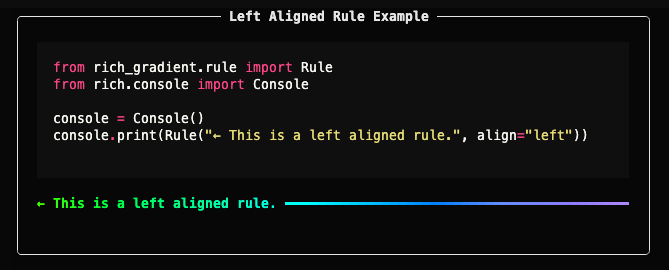 Left Aligned Rule Example
from rich_gradient.rule import Rule
from rich.console import Console
console = Console()
console.print(Rule("← This is a left aligned rule.", align="left"))
← This is a left aligned rule.